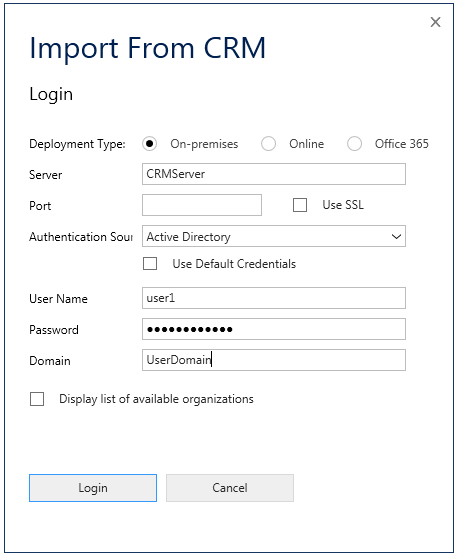 Import From CRM
Login
Deployment Type: On-premises Online Office 365
Server CRMServer
Port Use SSL
Authentication Sour Active Directory
Use Default Credentials
User Name user1
Password ●●●●●●●●●●●●
Domain UserDomain
Display list of available organizations
Login Cancel